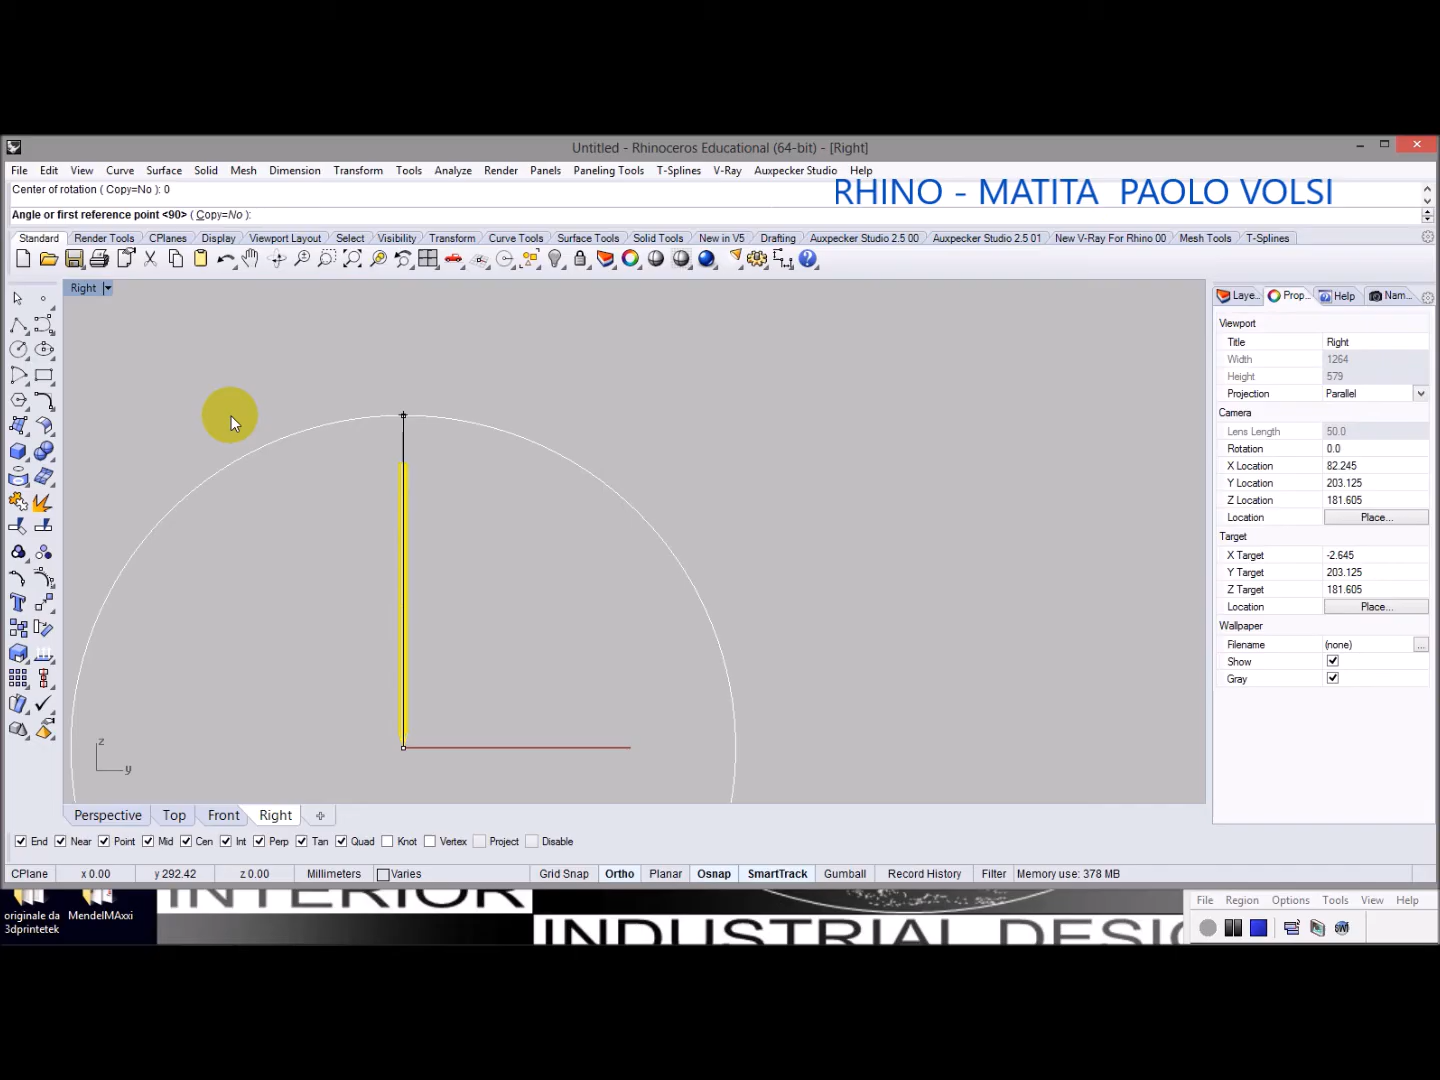 Untitled - Rhinoceros Educational (64-bit) - [Right]
File Edit View Curve Surface Solid Mesh Dimension Transform Tools Analyze Render Panels Paneling Tools T-Splines V-Ray Auxpecker Studio Help
Center of rotation ( Copy=No ): 0
RHINO - MATITA PAOLO VOLSI
Angle or first reference point <90> ( Copy=No ):
Standard Render Tools CPlanes Display Viewport Layout Select Visibility Transform Curve Tools Surface Tools Solid Tools New in V5 Drafting Auxpecker Studio 2.5 00 Auxpecker Studio 2.5 01 New V-Ray For Rhino 00 Mesh Tools T-Splines
Right
Laye... Prop... Help Nam...
Viewport
Title Right
Width 1264
Height 579
Projection Parallel
Camera
Lens Length 50.0
Rotation 0.0
X Location 82.245
Y Location 203.125
Z Location 181.605
Location Place...
Target
X Target -2.645
Y Target 203.125
Z Target 181.605
Location Place...
Wallpaper
Filename (none) ...
Show
Gray
z
y
Perspective Top Front Right
End Near Point Mid Cen Int Perp Tan Quad Knot Vertex Project Disable
CPlane x 0.00 y 292.42 z 0.00 Millimeters Varies Grid Snap Ortho Planar Osnap SmartTrack Gumball Record History Filter Memory use: 378 MB
INTERIOR
File Region Options Tools View Help
originale da
3dprintetek
MendelMAxxi
INDUSTRIAL DESI